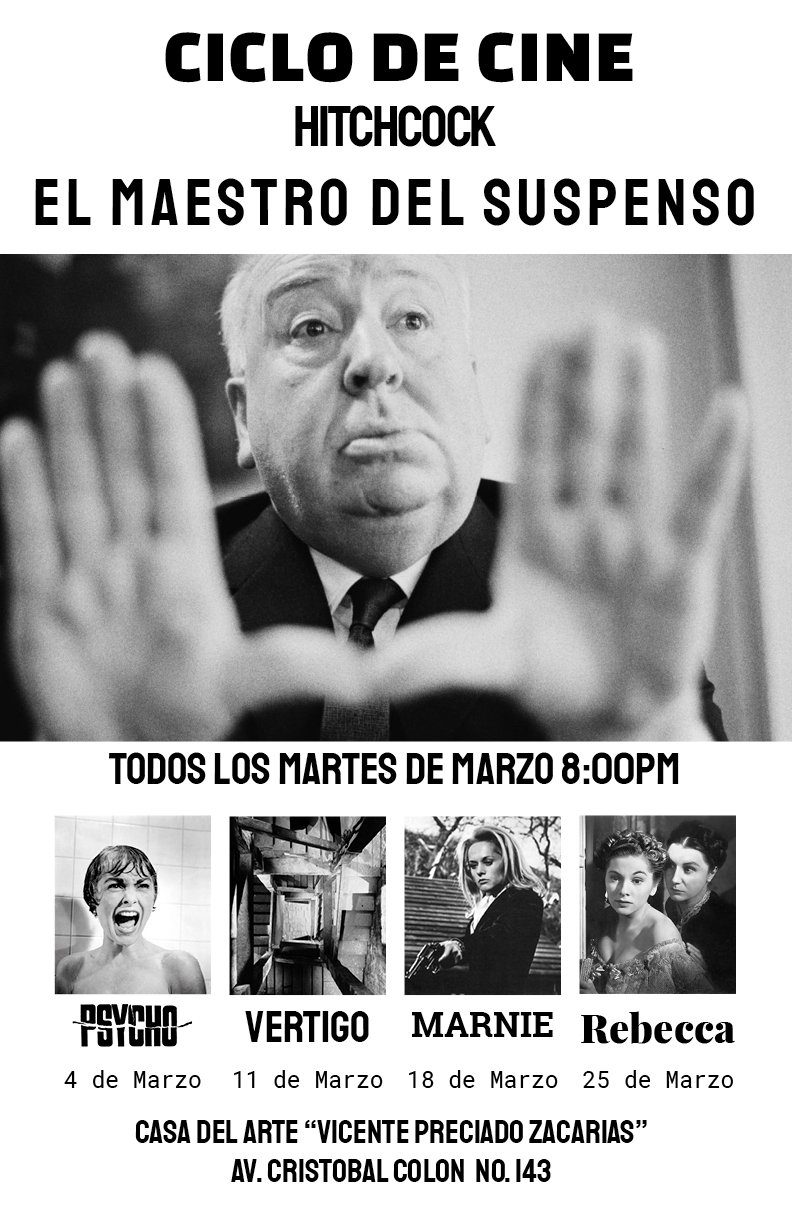 CICLO DE CINE
HITCHCOCK
EL MAESTRO DEL SUSPENSO
TODOS LOS MARTES DE MARZO 8:00PM
PSYCHO VERTIGO MARNIE Rebecca
4 de Marzo 11 de Marzo 18 de Marzo 25 de Marzo
CASA DEL ARTE “VICENTE PRECIADO ZACARIAS”
AV. CRISTOBAL COLON NO. 143